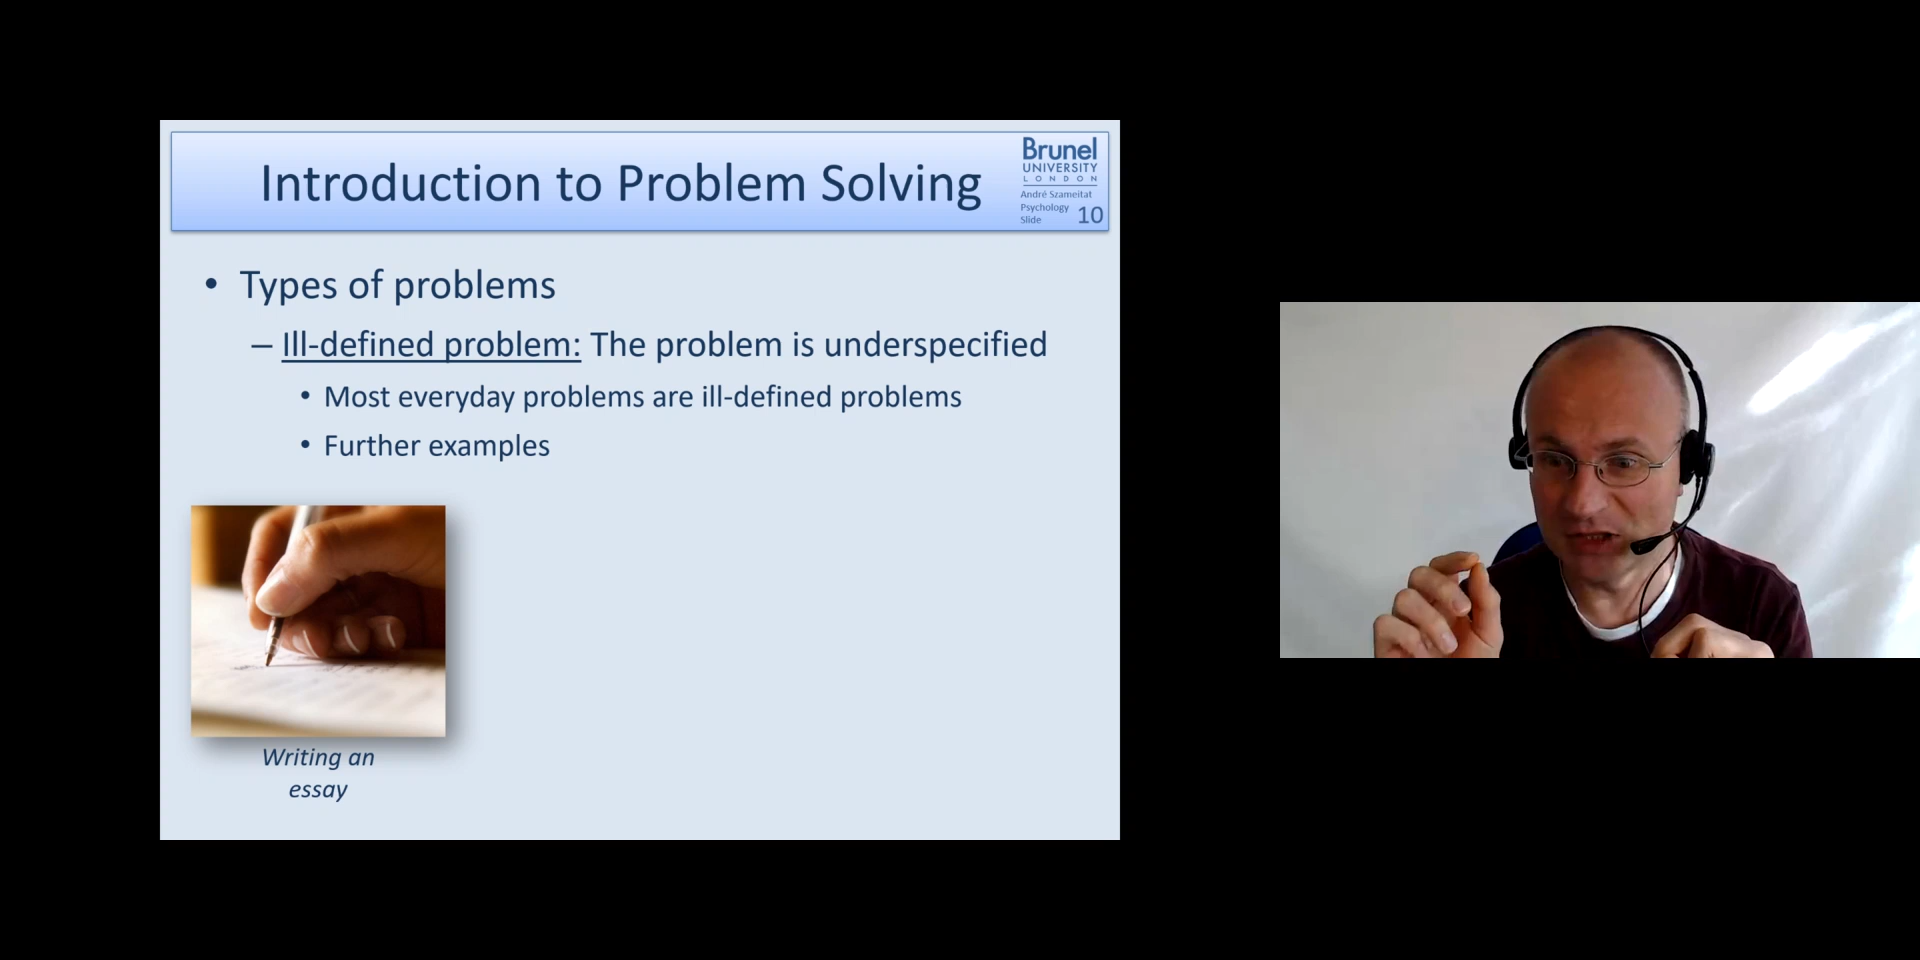 Introduction to Problem Solving
Brunel
UNIVERSITY
LONDON
André Szameitat
Psychology
Slide 10
• Types of problems
– Ill-defined problem: The problem is underspecified
• Most everyday problems are ill-defined problems
• Further examples
Writing an
essay